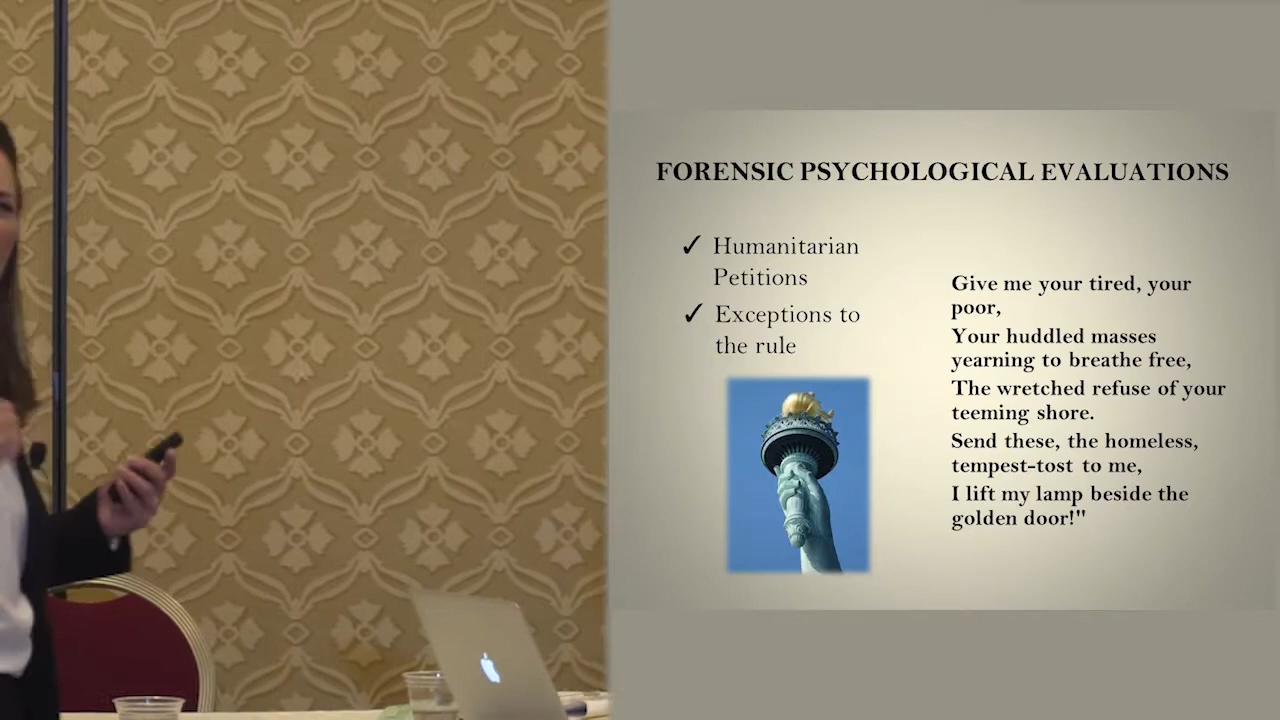 FORENSIC PSYCHOLOGICAL EVALUATIONS
✓ Humanitarian
Petitions
✓ Exceptions to
the rule
Give me your tired, your
poor,
Your huddled masses
yearning to breathe free,
The wretched refuse of your
teeming shore.
Send these, the homeless,
tempest-tost to me,
I lift my lamp beside the
golden door!"